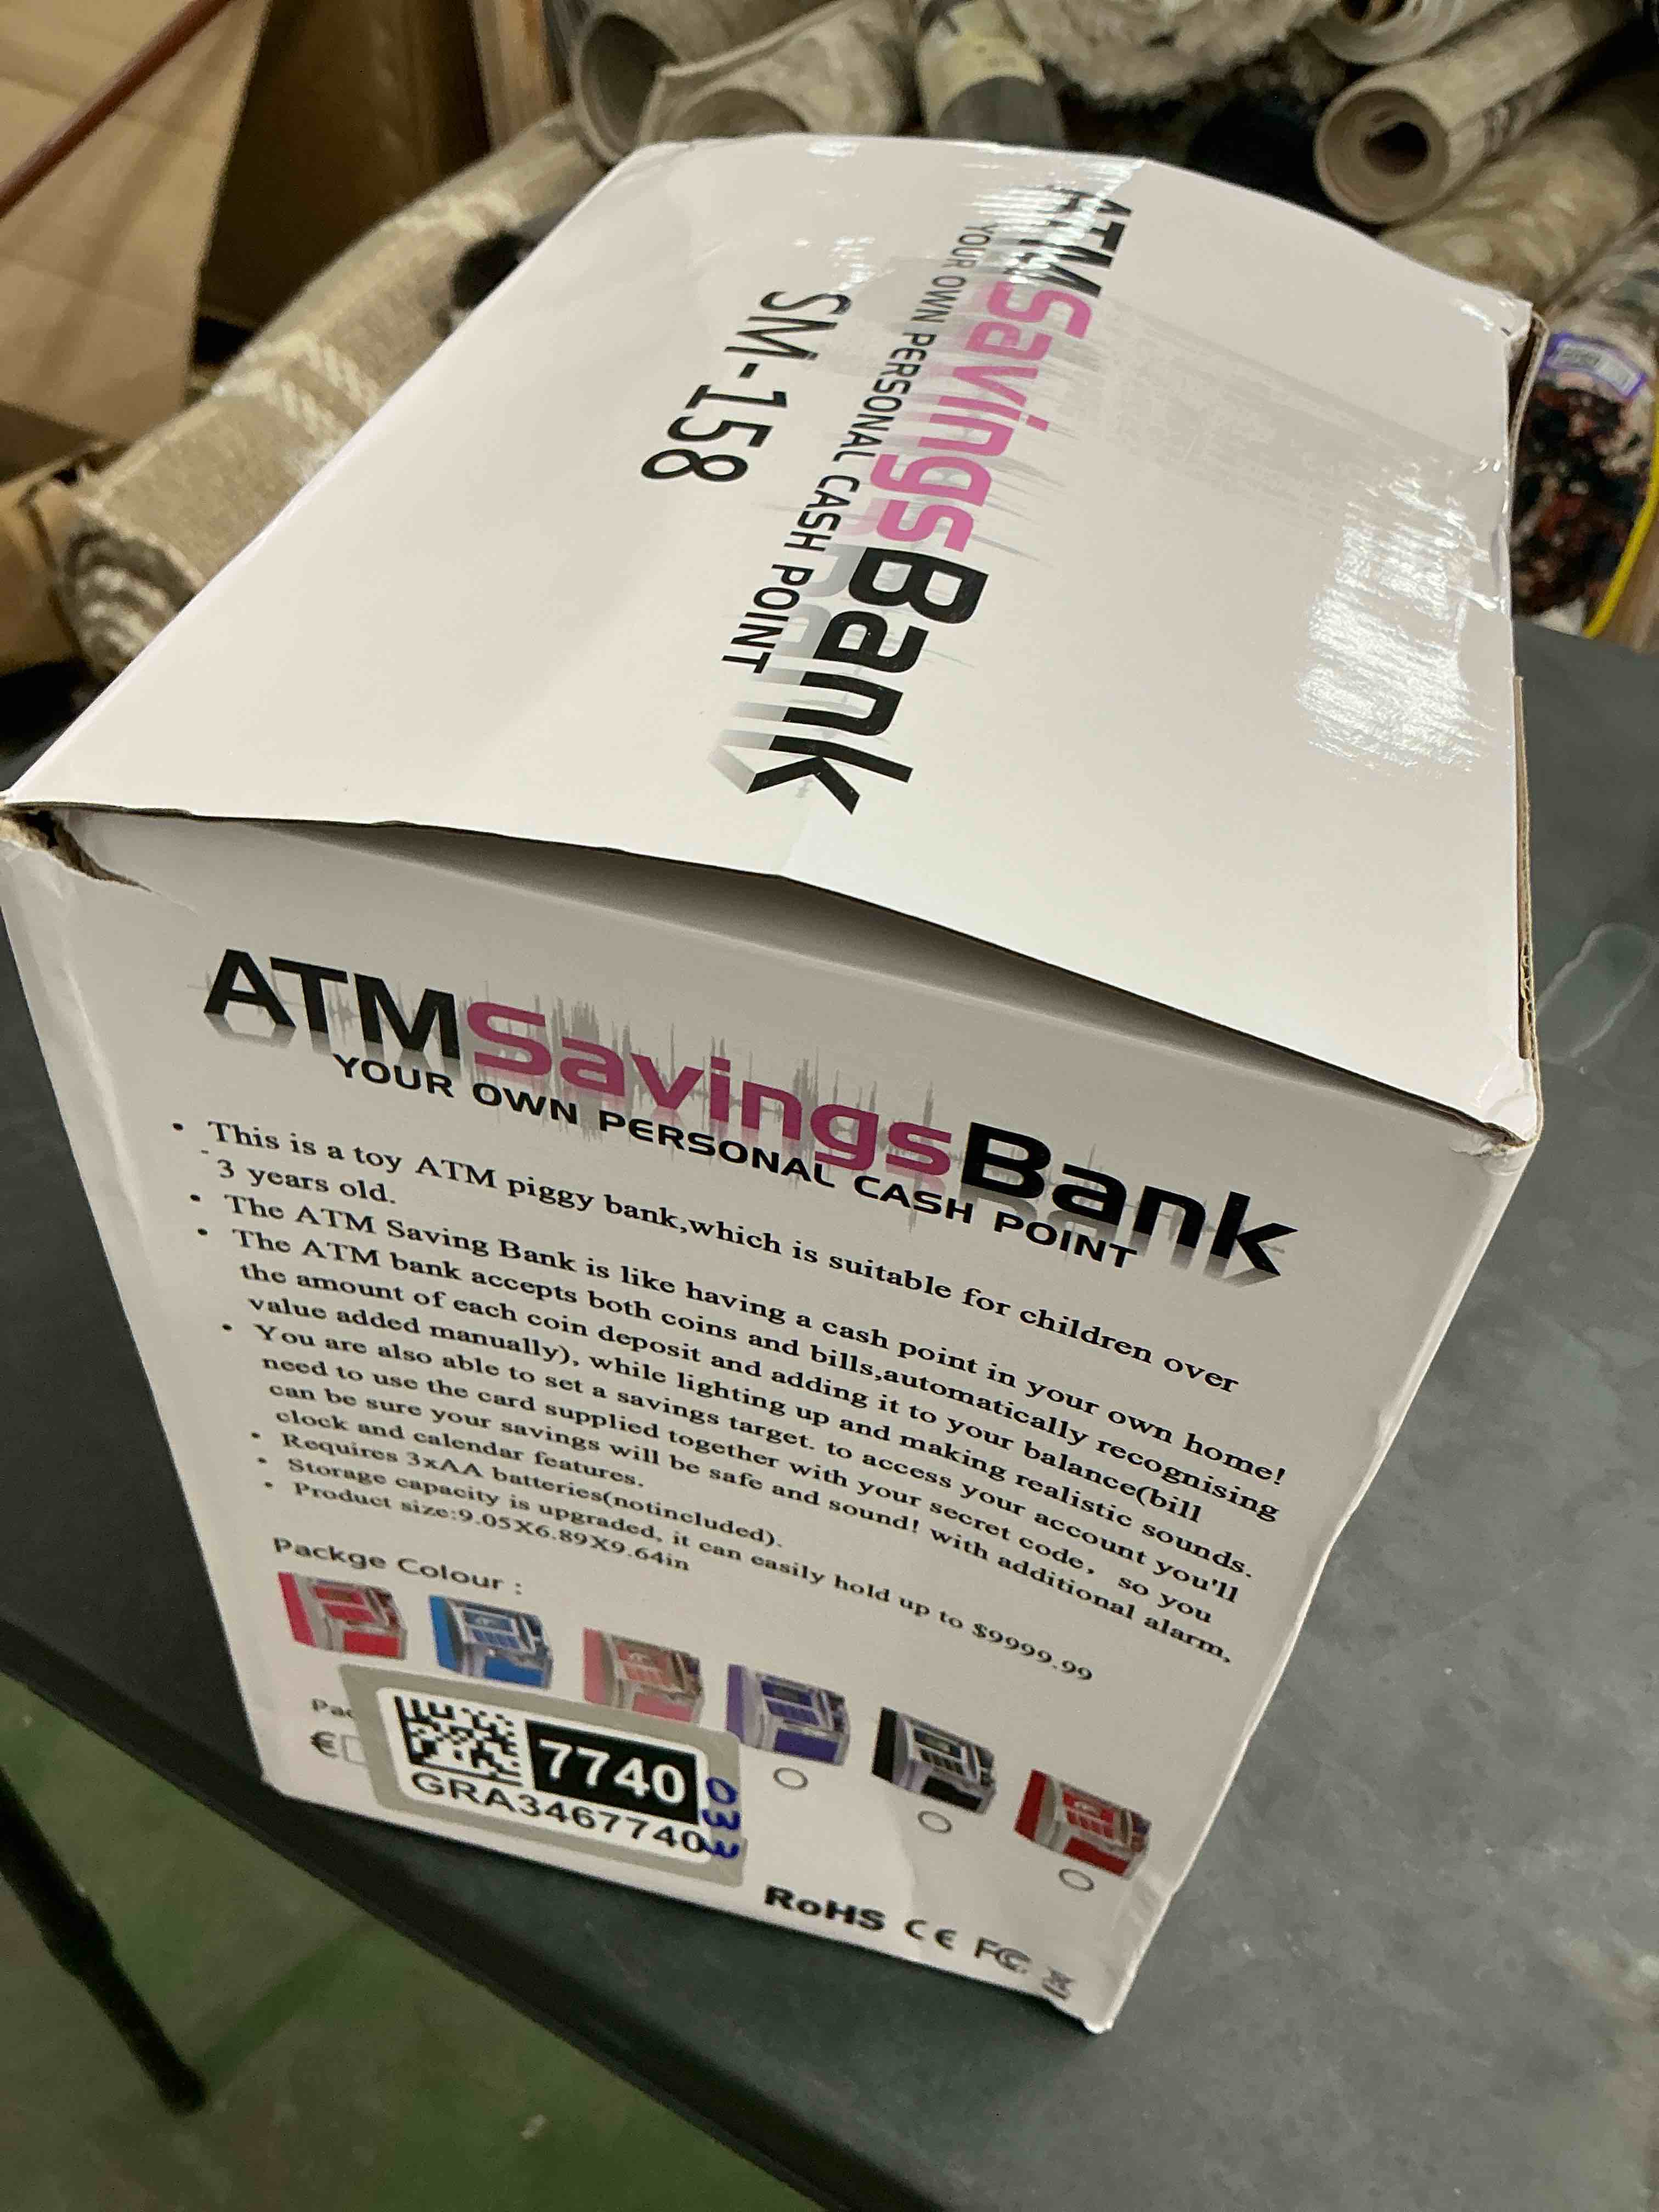 ATMSavingsBank
YOUR OWN PERSONAL CASH POINT
SM-158
ATMSavingsBank
YOUR OWN PERSONAL CASH POINT
• This is a toy ATM piggy bank,which is suitable for children over
3 years old.
• The ATM Saving Bank is like having a cash point in your own home!
• The ATM bank accepts both coins and bills,automatically recognising
the amount of each coin deposit and adding it to your balance(bill
value added manually), while lighting up and making realistic sounds.
• You are also able to set a savings target. to access your account you'll
need to use the card supplied together with your secret code, so you
can be sure your savings will be safe and sound! with additional alarm,
clock and calendar features.
• Requires 3xAA batteries(notincluded).
• Storage capacity is upgraded, it can easily hold up to $9999.99
• Product size:9.05X6.89X9.64in
Packge Colour :
€
7740
GRA3467740
033
RoHS CE FC